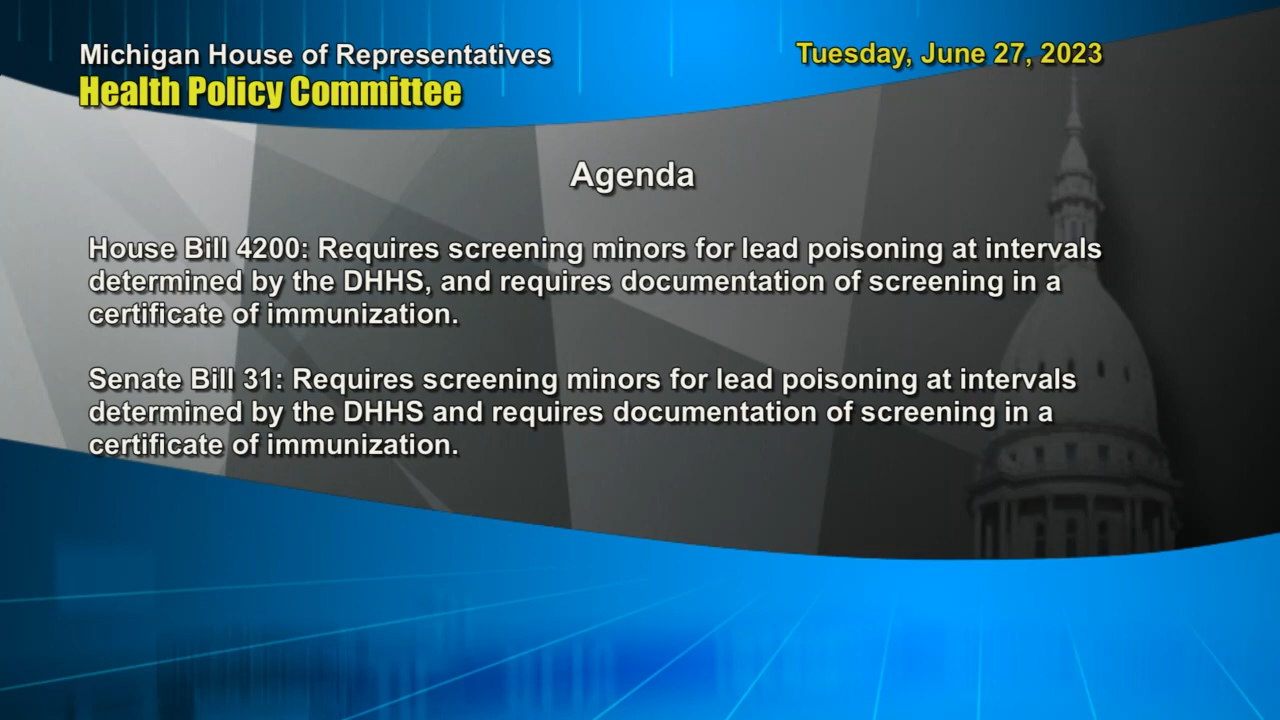 Michigan House of Representatives
Tuesday, June 27, 2023
Health Policy Committee
Agenda
House Bill 4200: Requires screening minors for lead poisoning at intervals
determined by the DHHS, and requires documentation of screening in a
certificate of immunization.
Senate Bill 31: Requires screening minors for lead poisoning at intervals
determined by the DHHS and requires documentation of screening in a
certificate of immunization.